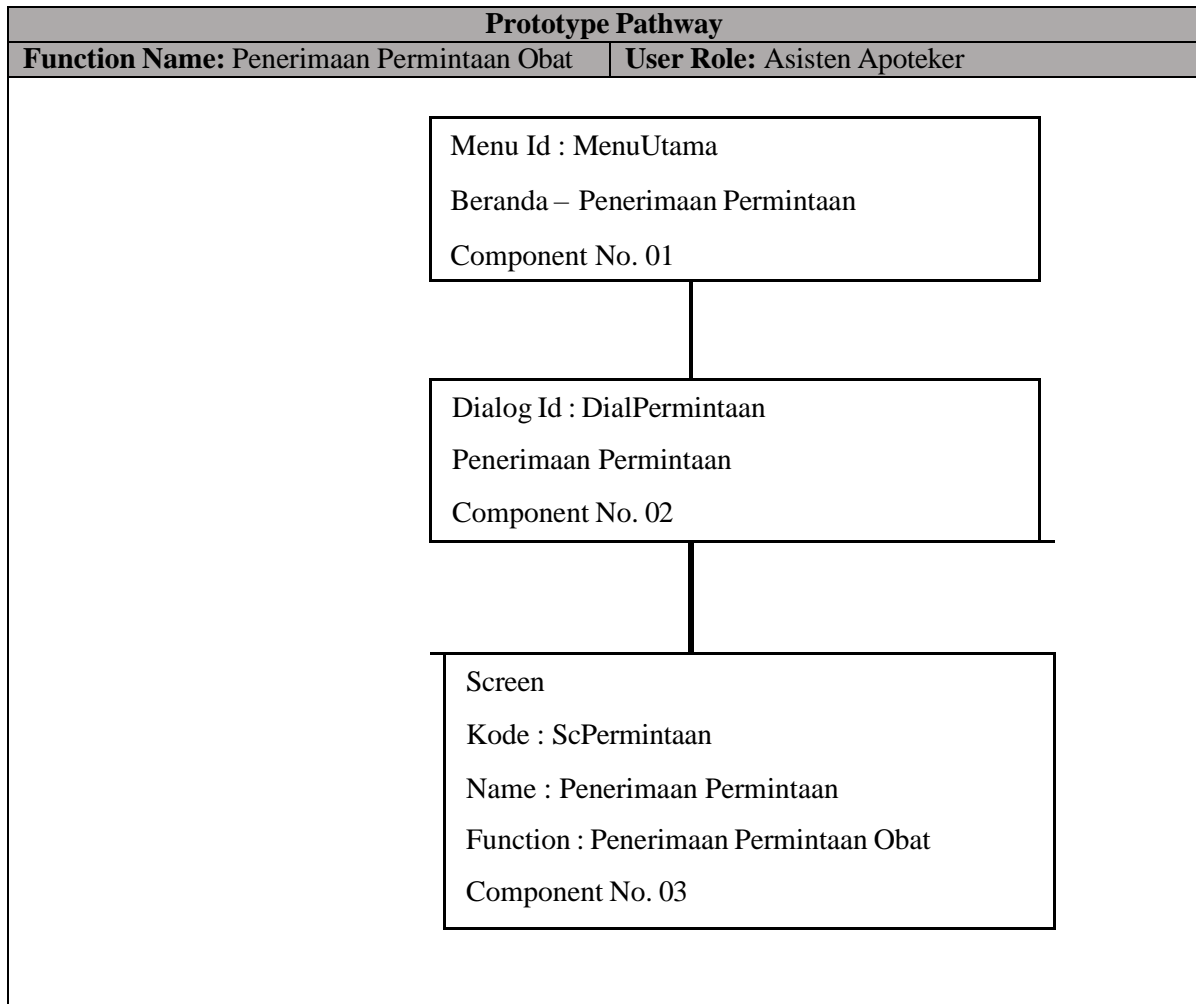 Prototype Pathway
Function Name: Penerimaan Permintaan Obat User Role: Asisten Apoteker
Menu Id : MenuUtama
Beranda – Penerimaan Permintaan
Component No. 01
Dialog Id : DialPermintaan
Penerimaan Permintaan
Component No. 02
Screen
Kode : ScPermintaan
Name : Penerimaan Permintaan
Function : Penerimaan Permintaan Obat
Component No. 03